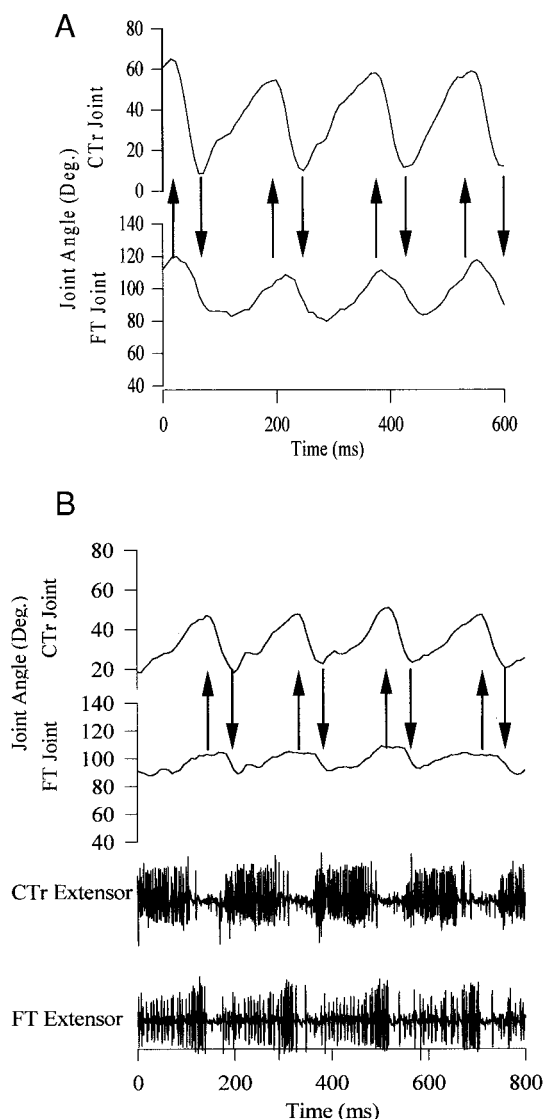 A
Joint Angle (Deg.)
CTr Joint
80
60
40
20
0
FT Joint
140
120
100
80
60
40
0 200 400 600
Time (ms)
B
Joint Angle (Deg.)
CTr Joint
80
60
40
20
FT Joint
140
120
100
80
60
40
CTr Extensor
FT Extensor
0 200 400 600 800
Time (ms)